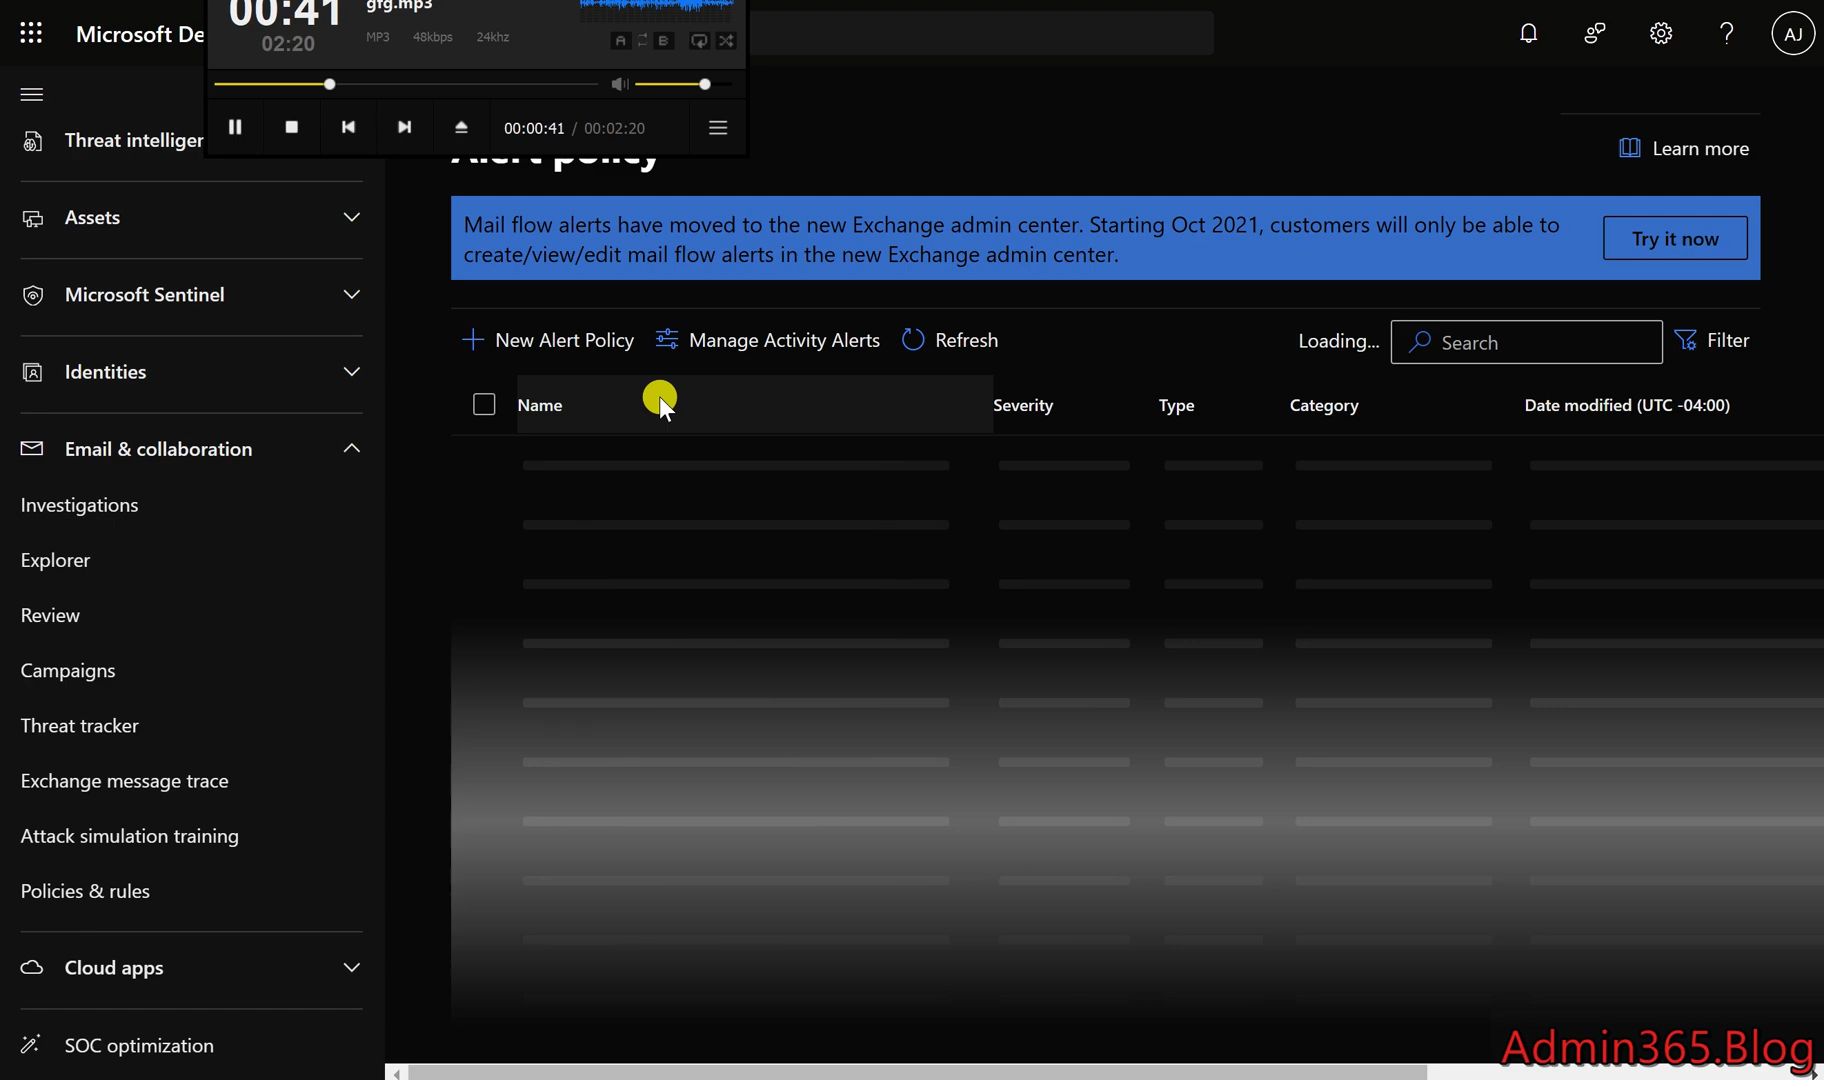 Microsoft De
00:41
gfg.mp3
02:20
MP3 48kbps 24khz
A B
00:00:41 / 00:02:20
AJ
Threat intelliger
Assets
Microsoft Sentinel
Identities
Email & collaboration
Investigations
Explorer
Review
Campaigns
Threat tracker
Exchange message trace
Attack simulation training
Policies & rules
Cloud apps
SOC optimization
Alert policy
Learn more
Mail flow alerts have moved to the new Exchange admin center. Starting Oct 2021, customers will only be able to
create/view/edit mail flow alerts in the new Exchange admin center.
Try it now
New Alert Policy Manage Activity Alerts Refresh Loading... Search Filter
Name Severity Type Category Date modified (UTC -04:00)
Admin365.Blog